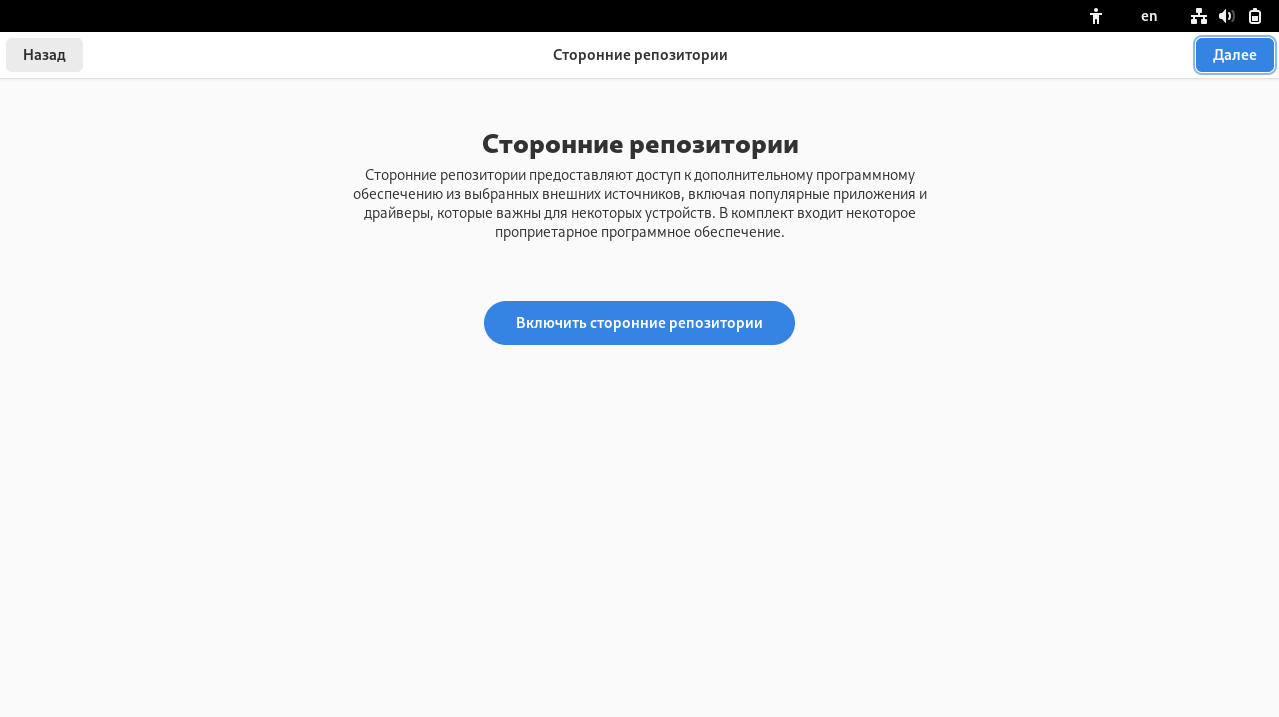 en
Назад
Сторонние репозитории
Далее
Сторонние репозитории
Сторонние репозитории предоставляют доступ к дополнительному программному
обеспечению из выбранных внешних источников, включая популярные приложения и
драйверы, которые важны для некоторых устройств. В комплект входит некоторое
проприетарное программное обеспечение.
Включить сторонние репозитории